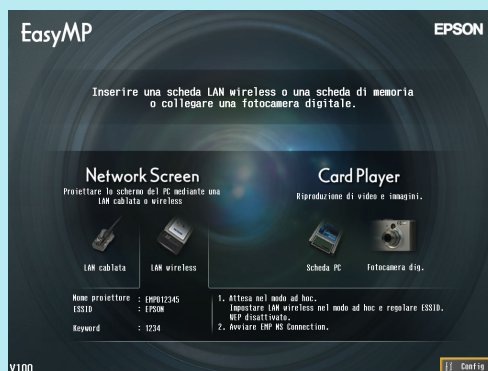 EasyMP
EPSON
Inserire una scheda LAN wireless o una scheda di memoria
o collegare una fotocamera digitale.
Network Screen
Proiettare lo schermo del PC mediante una
LAN cablata o wireless
LAN cablata
LAN wireless
Card Player
Riproduzione di video e immagini.
Scheda PC
Fotocamera dig.
Nome proiettore : EMP012345
ESSID : EPSON
Keyword : 1234
1. Attesa nel modo ad hoc.
Impostare LAN wireless nel modo ad hoc e regolare ESSID.
WEP disattivato.
2. Avviare EMP NS Connection.
V100
Config